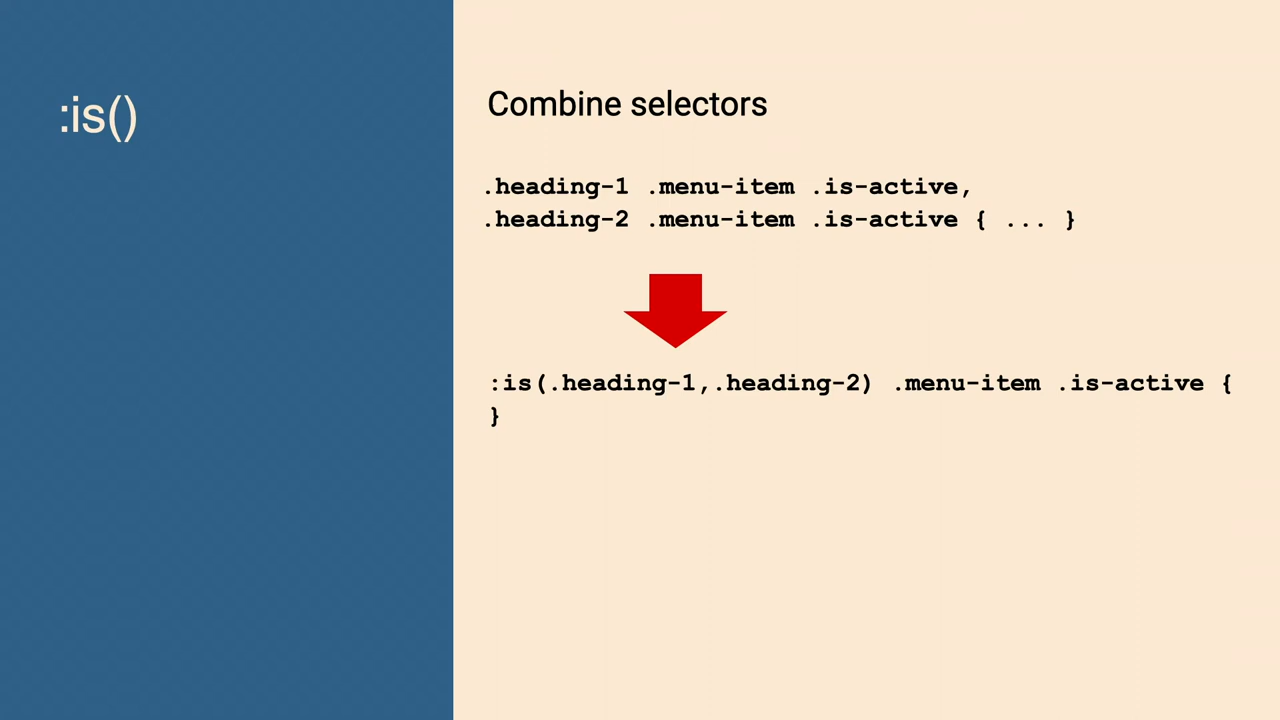 :is()
Combine selectors
.heading-1 .menu-item .is-active,
.heading-2 .menu-item .is-active { ... }
:is(.heading-1,.heading-2) .menu-item .is-active {
}